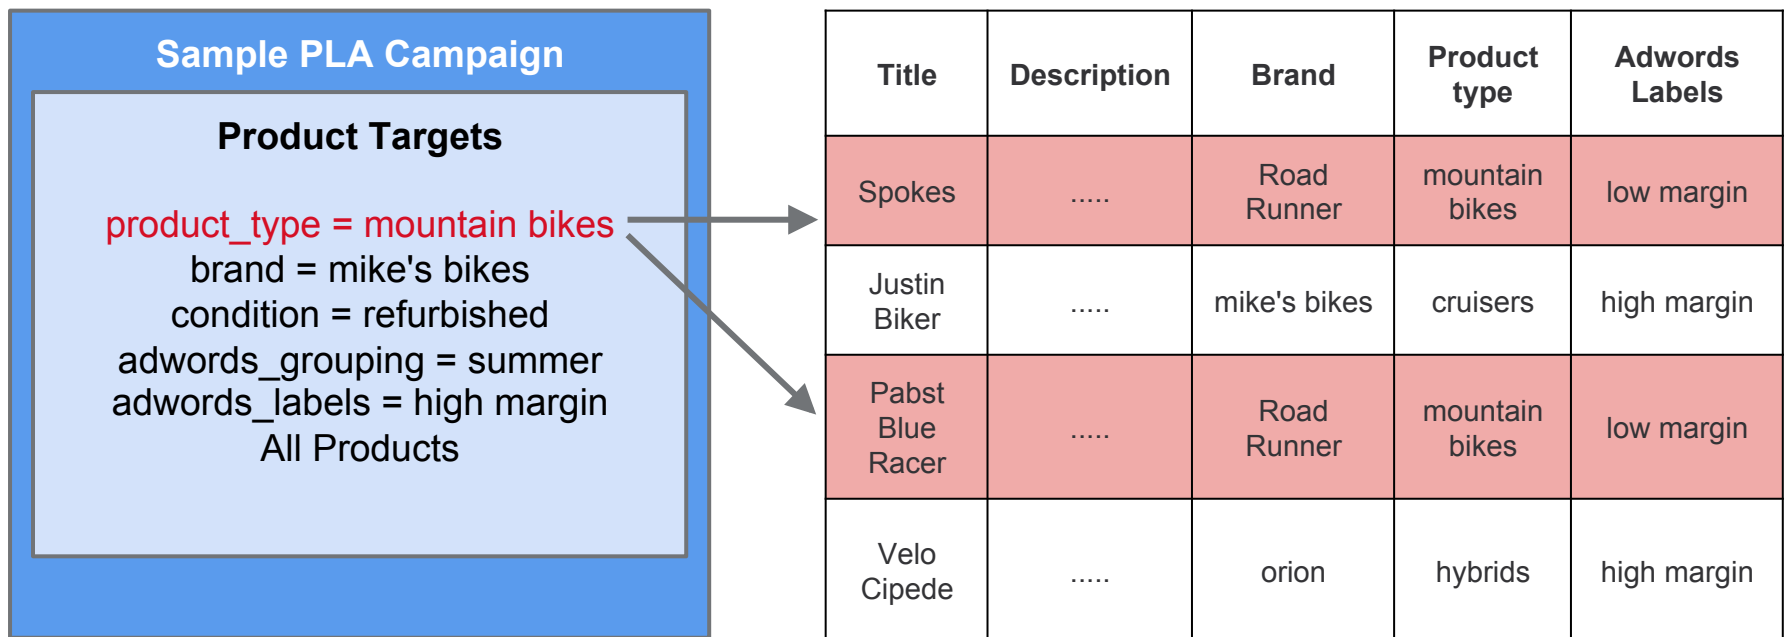 Sample PLA Campaign
Product Targets
product_type = mountain bikes
brand = mike's bikes
condition = refurbished
adwords_grouping = summer
adwords_labels = high margin
All Products
Title Description Brand Product type Adwords Labels
Spokes ..... Road Runner mountain bikes low margin
Justin Biker ..... mike's bikes cruisers high margin
Pabst Blue Racer ..... Road Runner mountain bikes low margin
Velo Cipede ..... orion hybrids high margin